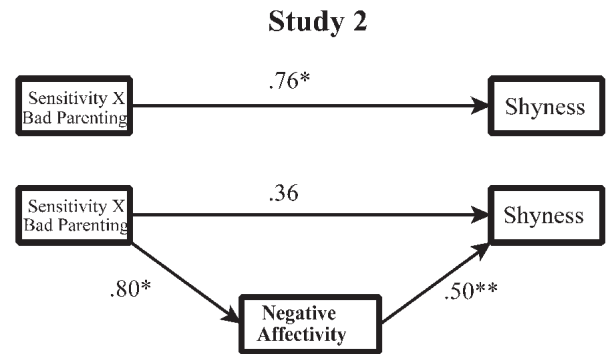 Study 2
.76*
Sensitivity X
Bad Parenting
Shyness
.36
Sensitivity X
Bad Parenting
Shyness
.80*
.50**
Negative
Affectivity